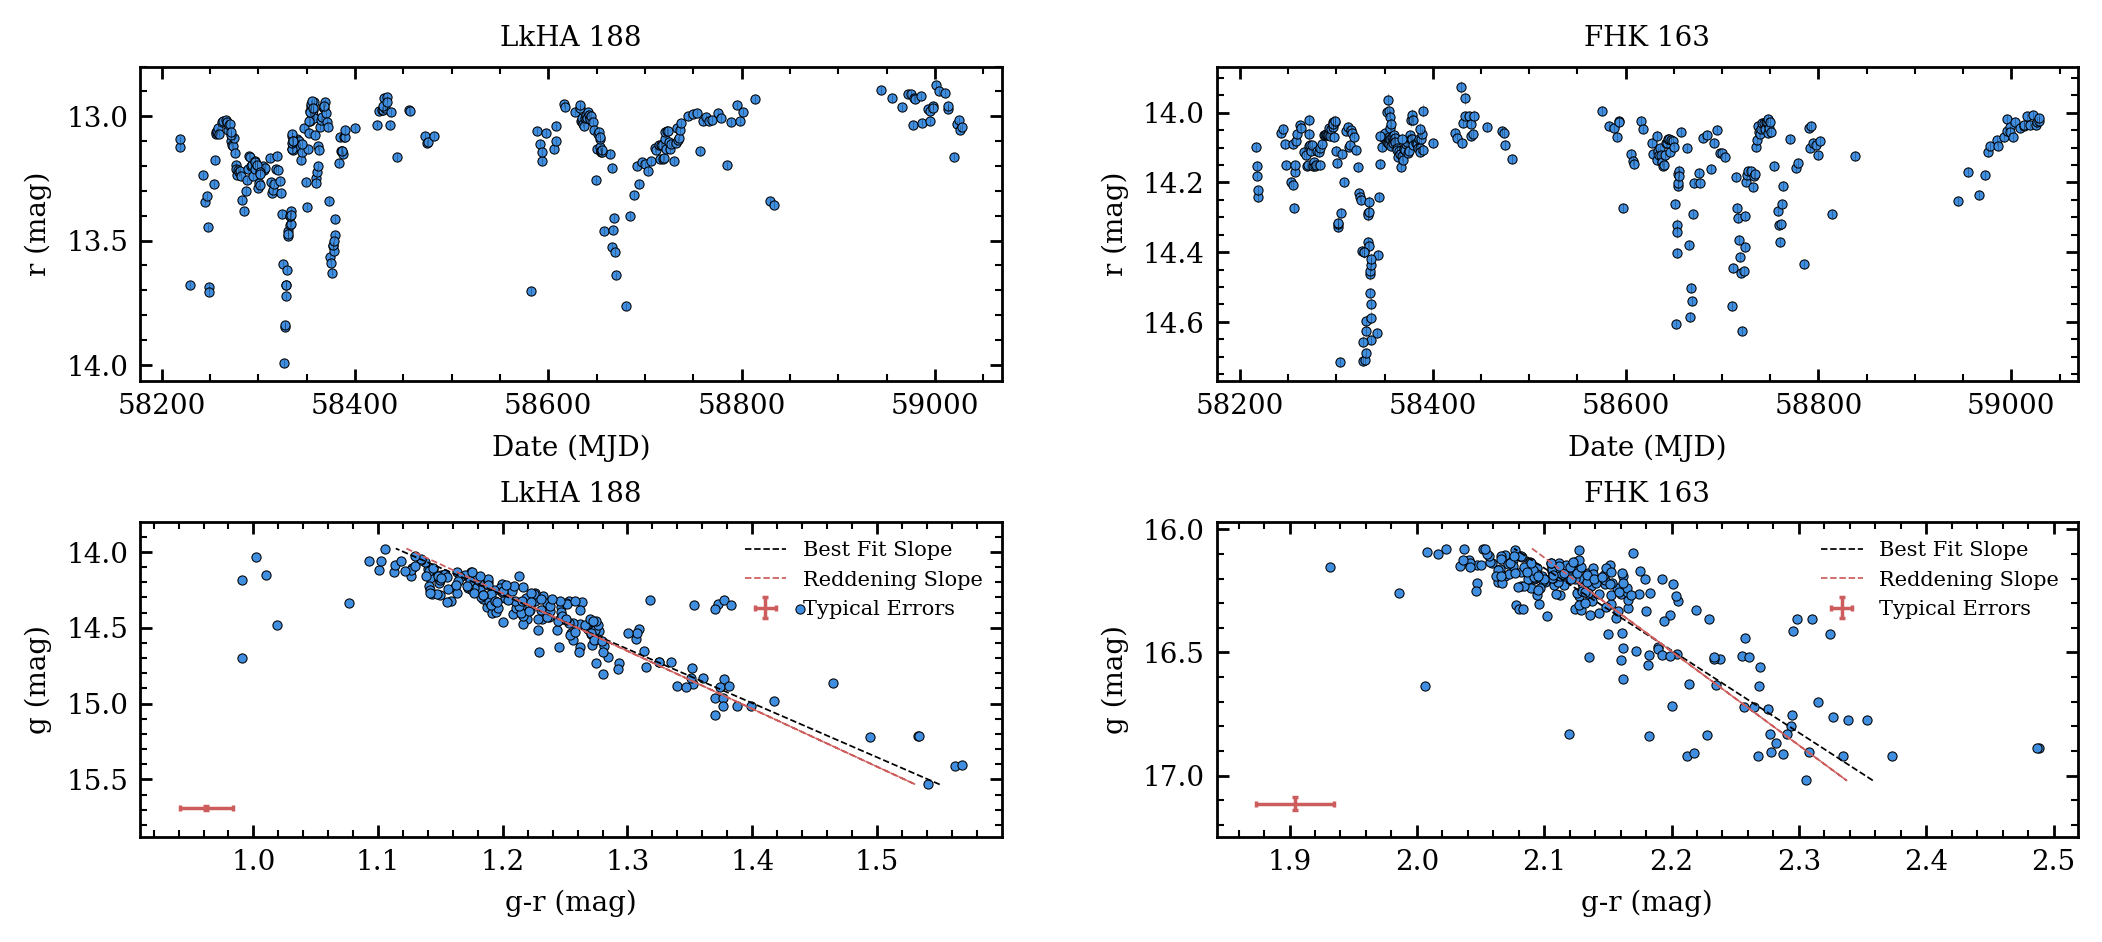 LkHA 188
13.0
13.5
14.0
r (mag)
58200 58400 58600 58800 59000
Date (MJD)
FHK 163
14.0
14.2
14.4
14.6
r (mag)
58200 58400 58600 58800 59000
Date (MJD)
LkHA 188
14.0
14.5
15.0
15.5
g (mag)
Best Fit Slope
Reddening Slope
Typical Errors
1.0 1.1 1.2 1.3 1.4 1.5
g-r (mag)
FHK 163
16.0
16.5
17.0
g (mag)
Best Fit Slope
Reddening Slope
Typical Errors
1.9 2.0 2.1 2.2 2.3 2.4 2.5
g-r (mag)